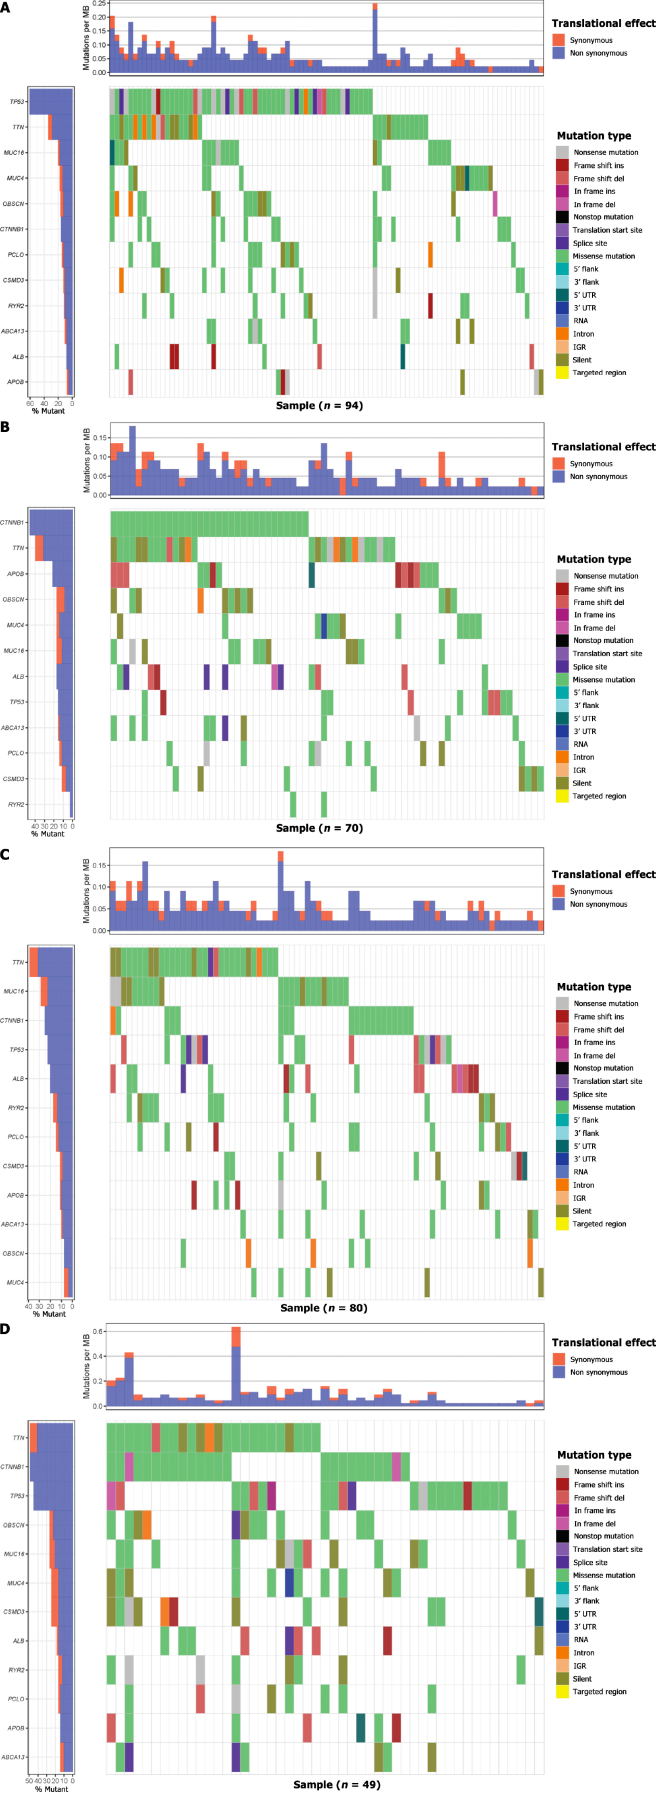 A
Mutations per MB
0.25
0.20
0.15
0.10
0.05
0.00
Translational effect
Synonymous
Non synonymous
TP53
TTN
MUC16
MUC4
OBSCN
CTNNB1
PCLO
CSMD3
RYR2
ABCA13
ALB
APOB
60 40 20 0
% Mutant
Sample (n = 94)
Mutation type
Nonsense mutation
Frame shift ins
Frame shift del
In frame ins
In frame del
Nonstop mutation
Translation start site
Splice site
Missense mutation
5′ flank
3′ flank
5′ UTR
3′ UTR
RNA
Intron
IGR
Silent
Targeted region
B
Mutations per MB
0.15
0.10
0.05
0.00
Translational effect
Synonymous
Non synonymous
CTNNB1
TTN
APOB
OBSCN
MUC4
MUC16
ALB
TP53
ABCA13
PCLO
CSMD3
RYR2
40 30 20 10 0
% Mutant
Sample (n = 70)
Mutation type
Nonsense mutation
Frame shift ins
Frame shift del
In frame ins
In frame del
Nonstop mutation
Translation start site
Splice site
Missense mutation
5′ flank
3′ flank
5′ UTR
3′ UTR
RNA
Intron
IGR
Silent
Targeted region
C
Mutations per MB
0.15
0.10
0.05
0.00
Translational effect
Synonymous
Non synonymous
TTN
MUC16
CTNNB1
TP53
ALB
RYR2
PCLO
CSMD3
APOB
ABCA13
OBSCN
MUC4
40 30 20 10 0
% Mutant
Sample (n = 80)
Mutation type
Nonsense mutation
Frame shift ins
Frame shift del
In frame ins
In frame del
Nonstop mutation
Translation start site
Splice site
Missense mutation
5′ flank
3′ flank
5′ UTR
3′ UTR
RNA
Intron
IGR
Silent
Targeted region
D
Mutations per MB
0.6
0.4
0.2
0.0
Translational effect
Synonymous
Non synonymous
TTN
CTNNB1
TP53
OBSCN
MUC16
MUC4
CSMD3
ALB
RYR2
PCLO
APOB
ABCA13
50 40 30 20 10 0
% Mutant
Sample (n = 49)
Mutation type
Nonsense mutation
Frame shift ins
Frame shift del
In frame ins
In frame del
Nonstop mutation
Translation start site
Splice site
Missense mutation
5′ flank
3′ flank
5′ UTR
3′ UTR
RNA
Intron
IGR
Silent
Targeted region